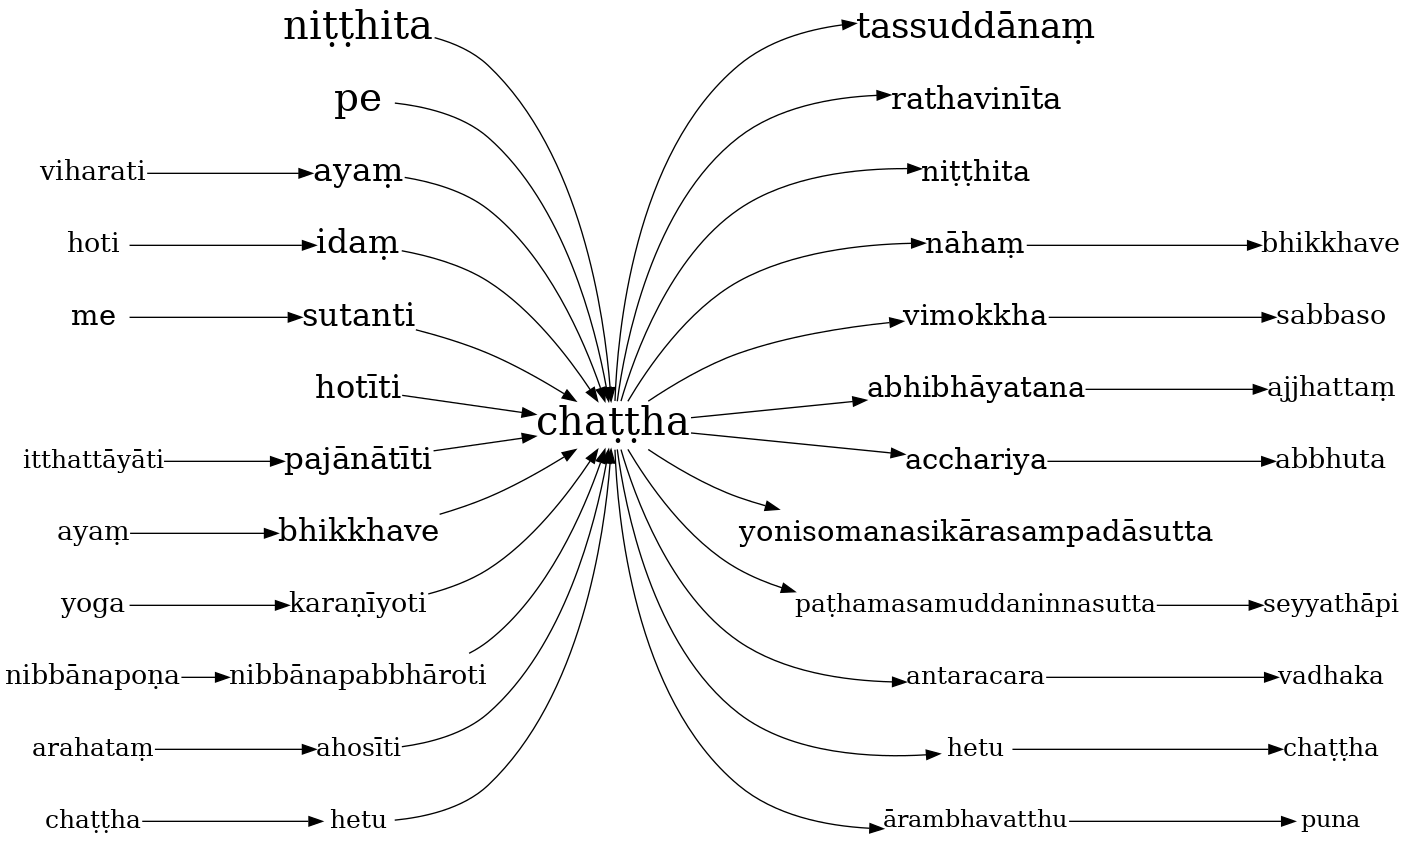 niṭṭhita tassuddānaṃ
pe rathavinīta
viharati ayaṃ niṭṭhita
hoti idaṃ nāhaṃ bhikkhave
me sutanti vimokkha sabbaso
hotīti abhibhāyatana ajjhattaṃ
chaṭṭha
itthattāyāti pajānātīti acchariya abbhuta
ayaṃ bhikkhave yonisomanasikārasampadāsutta
yoga karaṇīyoti paṭhamasamuddaninnasutta seyyathāpi
nibbānapoṇa nibbānapabbhāroti antaracara vadhaka
arahataṃ ahosīti hetu chaṭṭha
chaṭṭha hetu ārambhavatthu puna